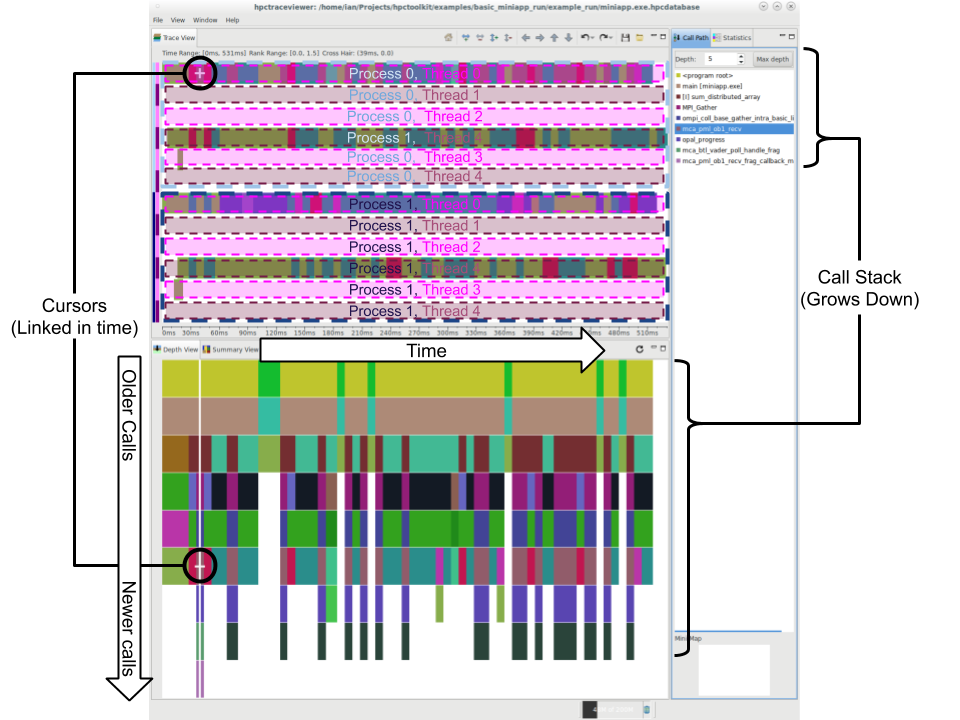 hpctraceviewer: /home/ian/Projects/hpctoolkit/examples/basic_miniapp_run/example_run/miniapp.exe.hpcdatabase
File View Window Help
Trace View
Time Range: [0ms, 531ms] Rank Range: [0.0, 1.5] Cross Hair: (39ms, 0.0)
Process 0, Thread
Process 0, Thread 1
Process 0, Thread 2
Process 1, Thread
Process 0, Thread 3
Process 0, Thread 4
Process 1, Thread
Process 1, Thread 1
Process 1, Thread 2
Process 1, Thread
Process 1, Thread 3
Process 1, Thread 4
0ms 30ms 60ms 90ms 120ms 150ms 180ms 210ms 240ms 270ms 300ms 330ms 360ms 390ms 420ms 450ms 480ms 510ms
Call Path Statistics
Depth: 5 Max depth
<program root>
main [miniapp.exe]
[I] sum_distributed_array
MPI_Gather
ompi_coll_base_gather_intra_basic_li
mca_pml_ob1_recv
opal_progress
mca_btl_vader_poll_handle_frag
mca_pml_ob1_recv_frag_callback_m
Cursors
(Linked in time)
Call Stack
(Grows Down)
Depth View Summary View
Time
Older Calls
Newer calls
Mini Map